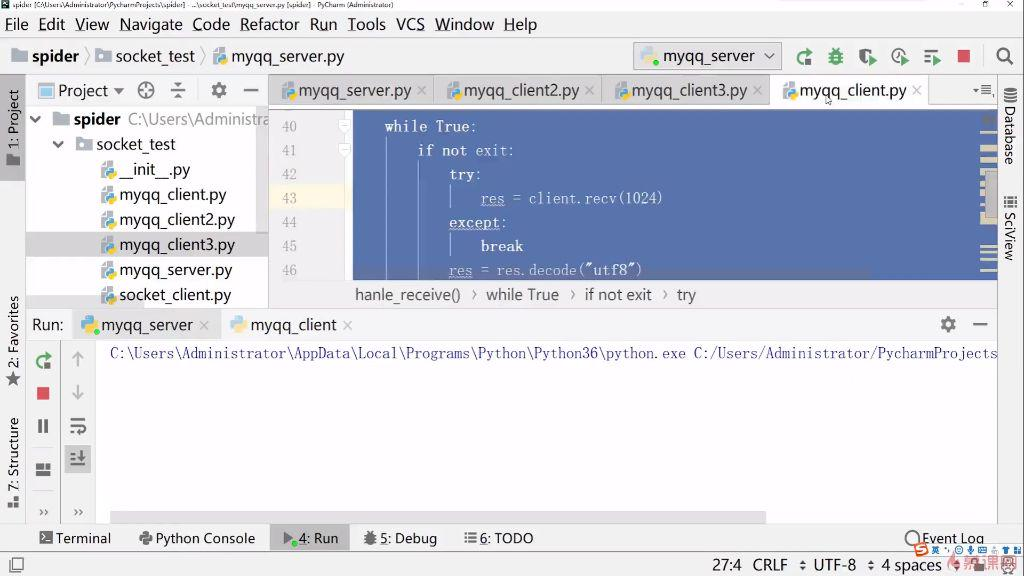 spider [C:\Users\Administrator\PycharmProjects\spider] - ...\socket_test\myqq_server.py [spider] - PyCharm (Administrator)
File Edit View Navigate Code Refactor Run Tools VCS Window Help
spider socket_test myqq_server.py myqq_server
1: Project
Project
myqq_server.py myqq_client2.py myqq_client3.py myqq_client.py
spider C:\Users\Administra
socket_test
__init__.py
myqq_client.py
myqq_client2.py
myqq_client3.py
myqq_server.py
socket_client.py
40 while True:
41 if not exit:
42 try:
43 res = client.recv(1024)
44 except:
45 break
46 res = res.decode("utf8")
hanle_receive() › while True › if not exit › try
Database
SciView
Run: myqq_server myqq_client
C:\Users\Administrator\AppData\Local\Programs\Python\Python36\python.exe C:/Users/Administrator/PycharmProjects
2: Favorites
7: Structure
Terminal Python Console 4: Run 5: Debug 6: TODO Event Log
英
27:4 CRLF UTF-8 4 spaces
慕课网